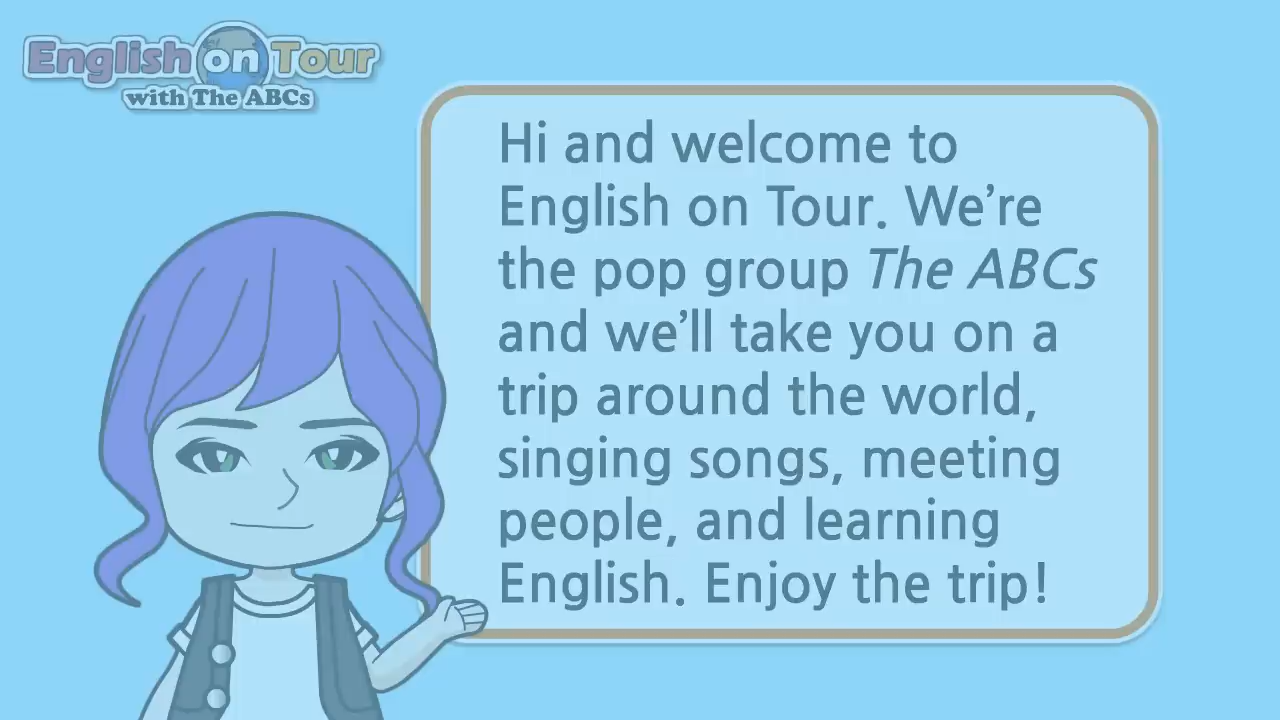 English on Tour
with The ABCs
Hi and welcome to
English on Tour. We’re
the pop group The ABCs
and we’ll take you on a
trip around the world,
singing songs, meeting
people, and learning
English. Enjoy the trip!